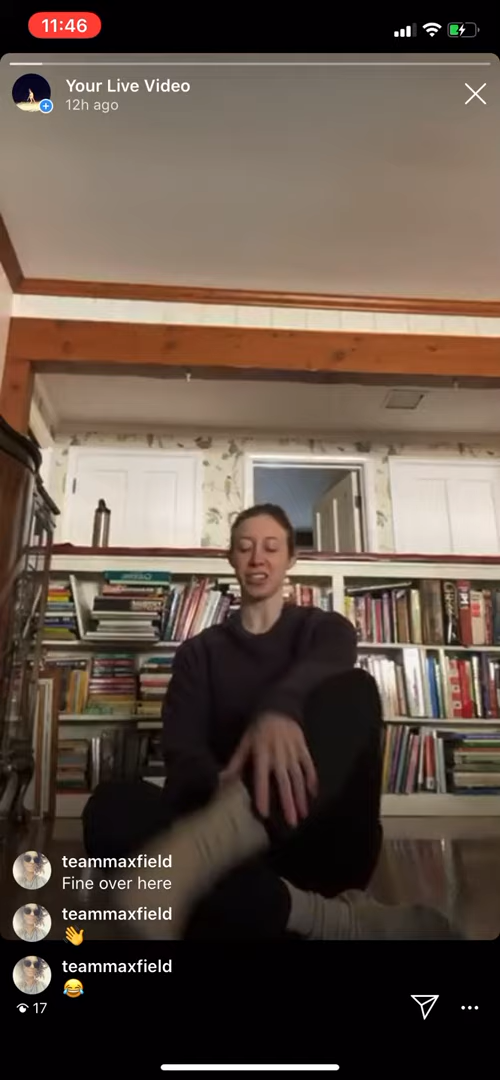 11:46
Your Live Video
12h ago
teammaxfield
Fine over here
teammaxfield
👋
teammaxfield
😂
17